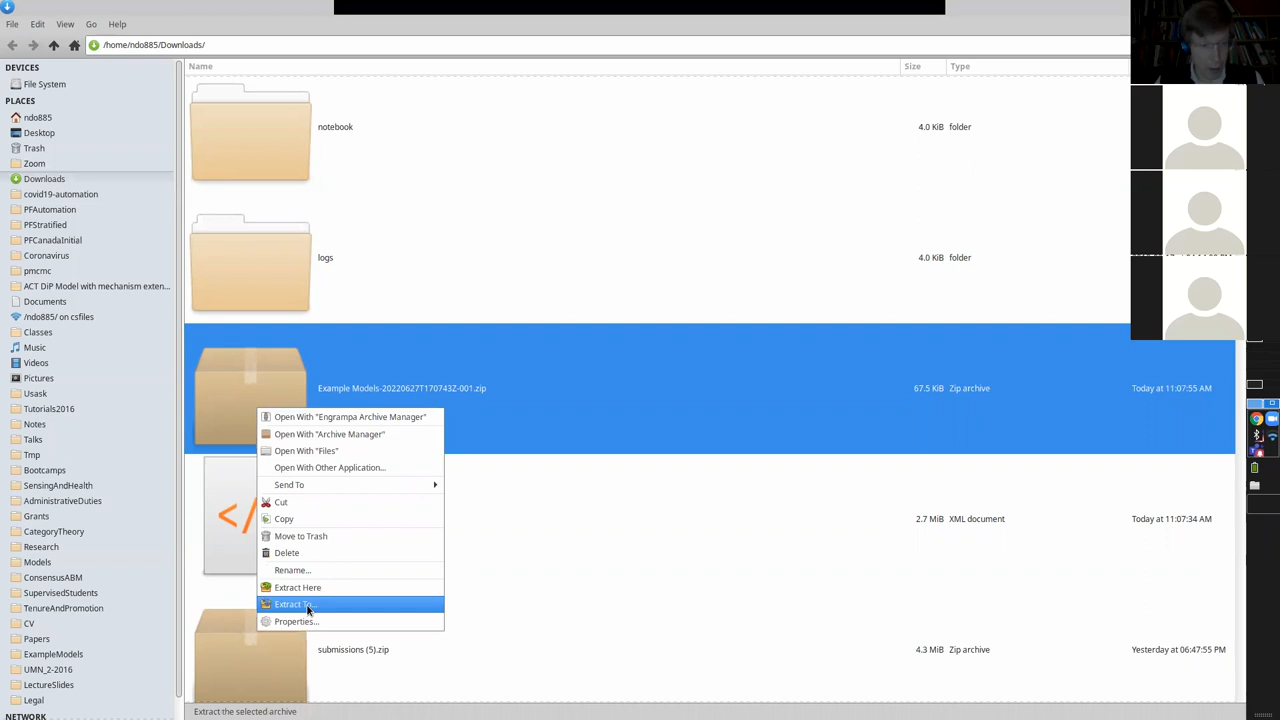 File Edit View Go Help
/home/ndo885/Downloads/
DEVICES
File System
PLACES
ndo885
Desktop
Trash
Zoom
Downloads
covid19-automation
PFAutomation
PFStratified
PFCanadaInitial
Coronavirus
pmcmc
ACT DiP Model with mechanism exten...
Documents
/ndo885/ on csfiles
Classes
Music
Videos
Pictures
Usask
Tutorials2016
Notes
Talks
Tmp
Bootcamps
SensingAndHealth
AdministrativeDuties
Grants
CategoryTheory
Research
Models
ConsensusABM
SupervisedStudents
TenureAndPromotion
CV
Papers
ExampleModels
UMN_2-2016
LectureSlides
Legal
NETWORK
Name Size Type
notebook 4.0 KiB folder
logs 4.0 KiB folder
Example Models-20220627T170743Z-001.zip 67.5 KiB Zip archive Today at 11:07:55 AM
Open With "Engrampa Archive Manager"
Open With "Archive Manager"
Open With "Files"
Open With Other Application...
Send To
Cut
Copy
Move to Trash
Delete
Rename...
Extract Here
Extract To...
Properties...
2.7 MiB XML document Today at 11:07:34 AM
submissions (5).zip 4.3 MiB Zip archive Yesterday at 06:47:55 PM
Extract the selected archive